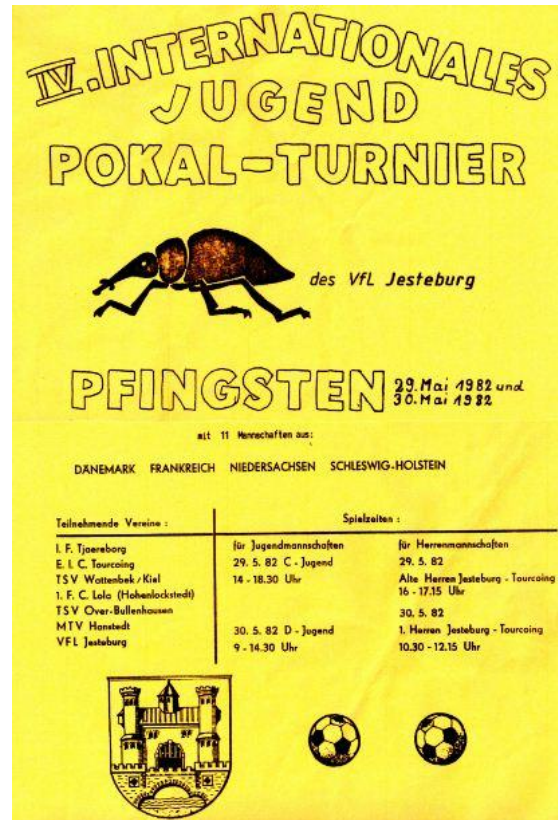 IV. INTERNATIONALES
JUGEND
POKAL-TURNIER
des VfL Jesteburg
PFINGSTEN 29. Mai 1982 und
30. Mai 1982
mit 11 Mannschaften aus:
DÄNEMARK FRANKREICH NIEDERSACHSEN SCHLESWIG-HOLSTEIN
Teilnehmende Vereine :
I. F. Tjaereborg
E. I. C. Tourcoing
TSV Wattenbek/Kiel
1. F. C. Lola (Hohenlockstedt)
TSV Over-Bullenhausen
MTV Hanstedt
VFL Jesteburg
Spielzeiten :
für Jugendmannschaften
29. 5. 82 C - Jugend
14 - 18.30 Uhr
30. 5. 82 D - Jugend
9 - 14.30 Uhr
für Herrenmannschaften
29. 5. 82
Alte Herren Jesteburg - Tourcoing
16 - 17.15 Uhr
30. 5. 82
1. Herren Jesteburg - Tourcoing
10.30 - 12.15 Uhr